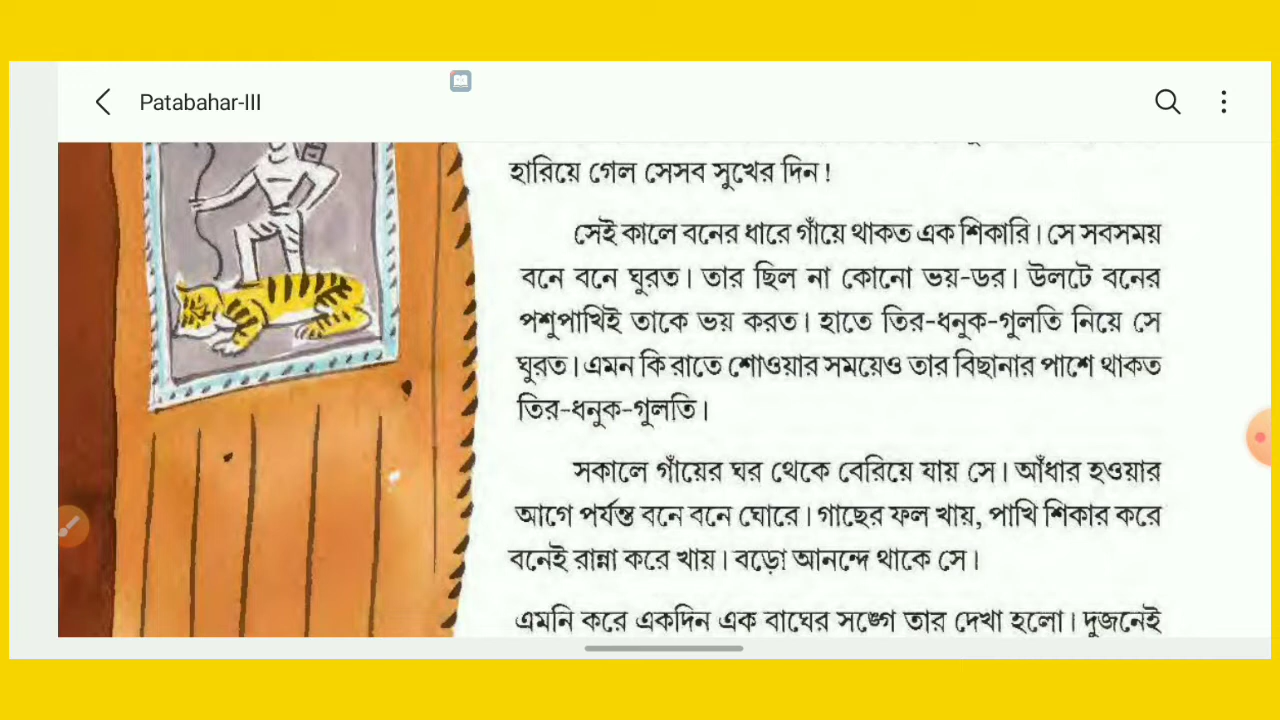 Patabahar-III
হারিয়ে গেল সেসব সুখের দিন!
সেই কালে বনের ধারে গাঁয়ে থাকত এক শিকারি। সে সবসময়
বনে বনে ঘুরত। তার ছিল না কোনো ভয়-ডর। উলটে বনের
পশুপাখিই তাকে ভয় করত। হাতে তির-ধনুক-গুলতি নিয়ে সে
ঘুরত। এমন কি রাতে শোওয়ার সময়েও তার বিছানার পাশে থাকত
তির-ধনুক-গুলতি।
সকালে গাঁয়ের ঘর থেকে বেরিয়ে যায় সে। আঁধার হওয়ার
আগে পর্যন্ত বনে বনে ঘোরে। গাছের ফল খায়, পাখি শিকার করে
বনেই রান্না করে খায়। বড়ো আনন্দে থাকে সে।
এমনি করে একদিন এক বাঘের সঙ্গে তার দেখা হলো। দুজনেই